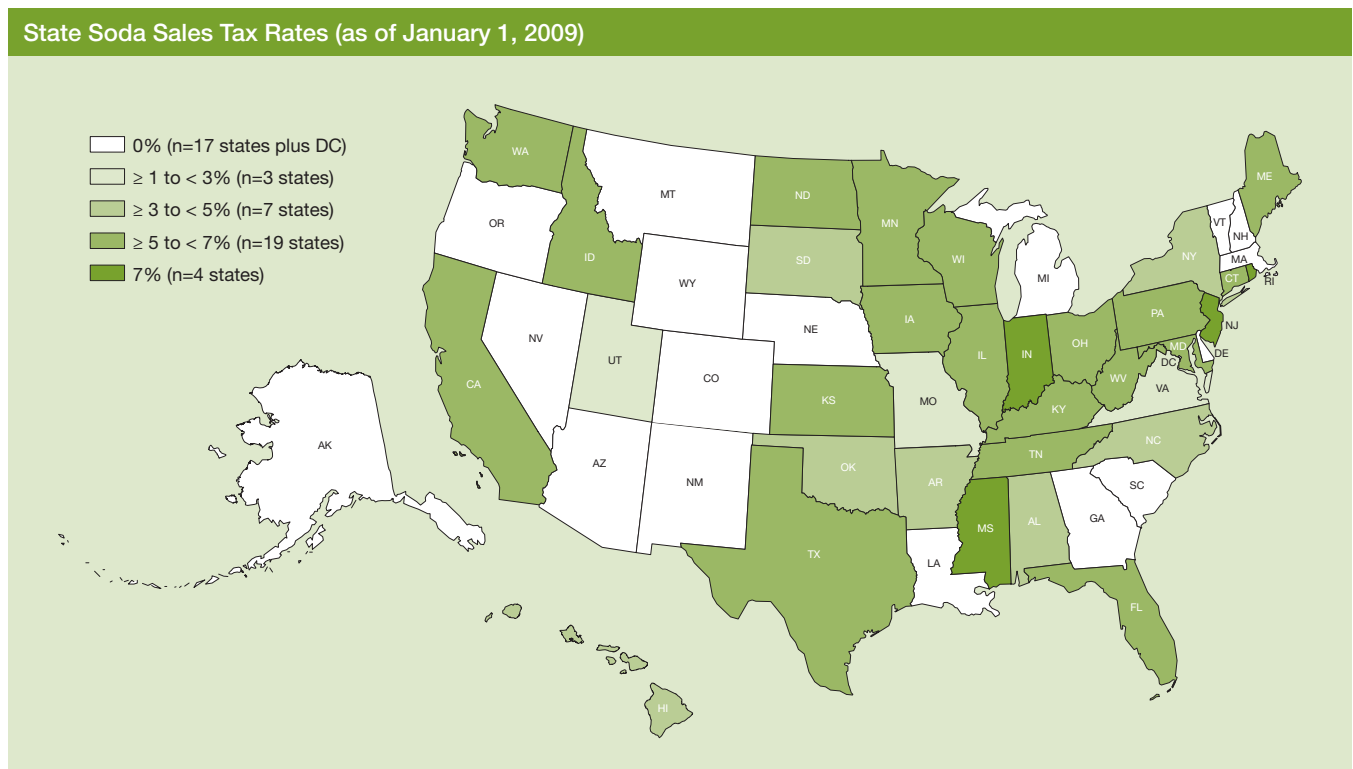 State Soda Sales Tax Rates (as of January 1, 2009)
0% (n=17 states plus DC)
≥ 1 to < 3% (n=3 states)
≥ 3 to < 5% (n=7 states)
≥ 5 to < 7% (n=19 states)
7% (n=4 states)
WA
OR
MT
ID
WY
NV
UT
CO
CA
AZ
NM
ND
SD
NE
KS
OK
TX
MN
IA
MO
AR
LA
WI
IL
MI
IN
OH
KY
TN
MS
AL
GA
FL
SC
NC
VA
WV
DC
MD
DE
PA
NJ
NY
CT
RI
MA
VT
NH
ME
AK
HI